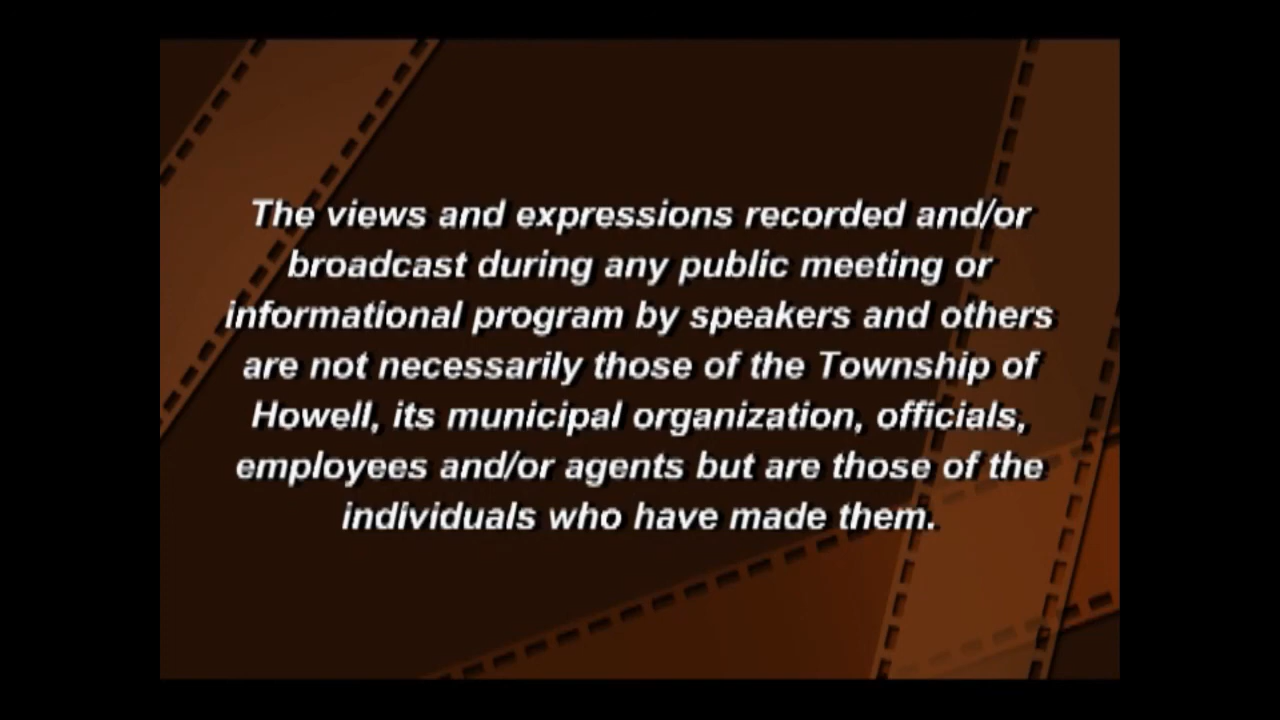 The views and expressions recorded and/or
broadcast during any public meeting or
informational program by speakers and others
are not necessarily those of the Township of
Howell, its municipal organization, officials,
employees and/or agents but are those of the
individuals who have made them.